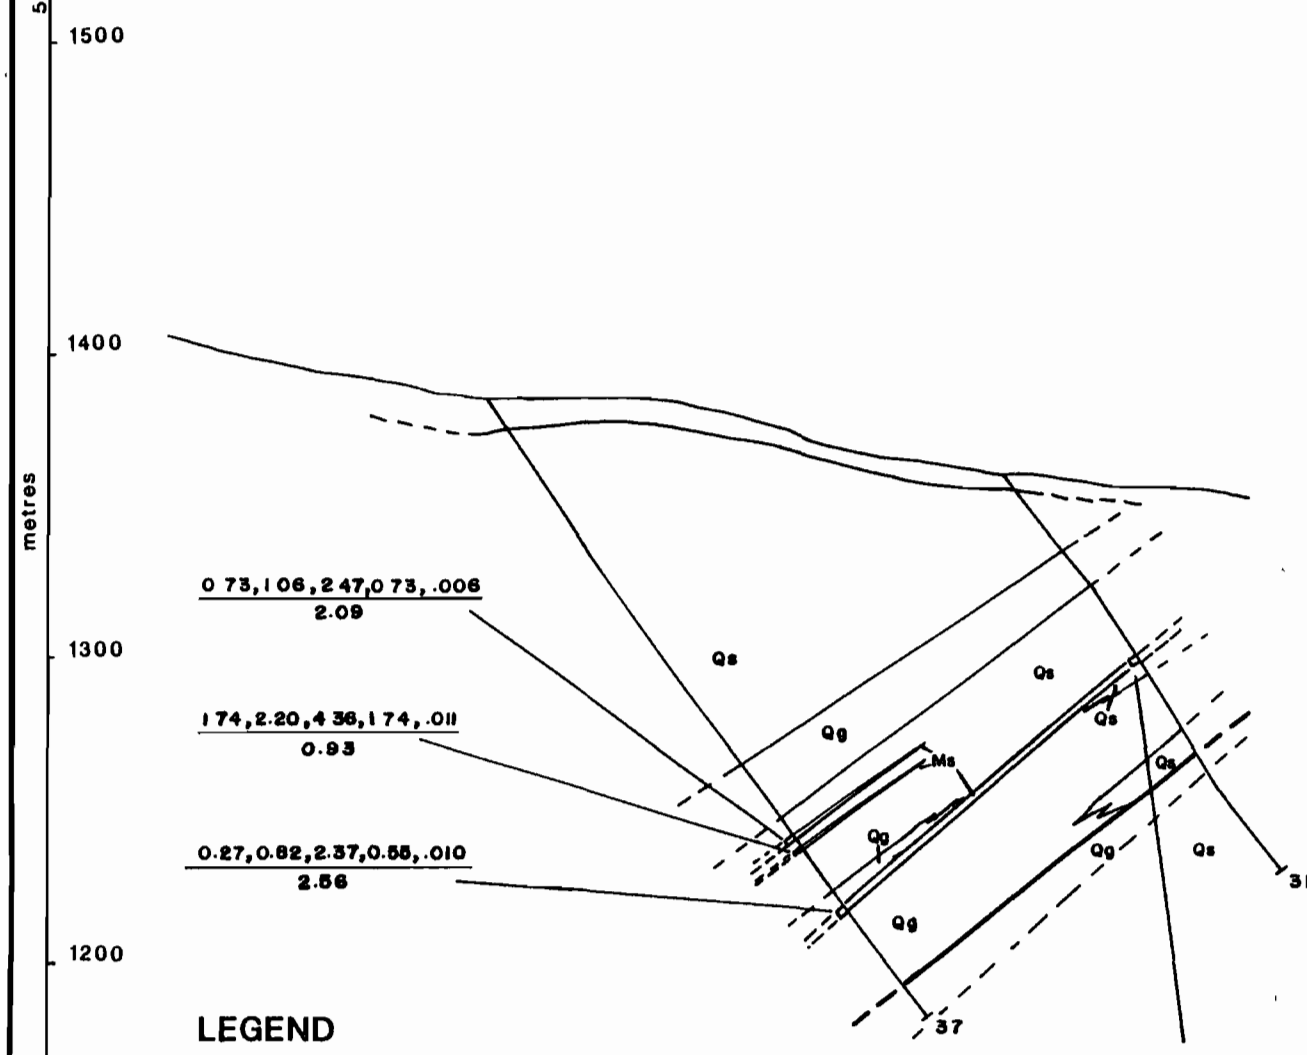 5
1500
1400
metres
0 73,1 06,2 47,0 73,.006
2.09
Qs
1300
Qs
1 74,2.20,4 36,1 74,.011
0.93
Qg
Qs
Ms
Qs
Qg
0.27,0.82,2.37,0.55,.010
2.56
Qg
Qs
31
Qg
1200
37
LEGEND